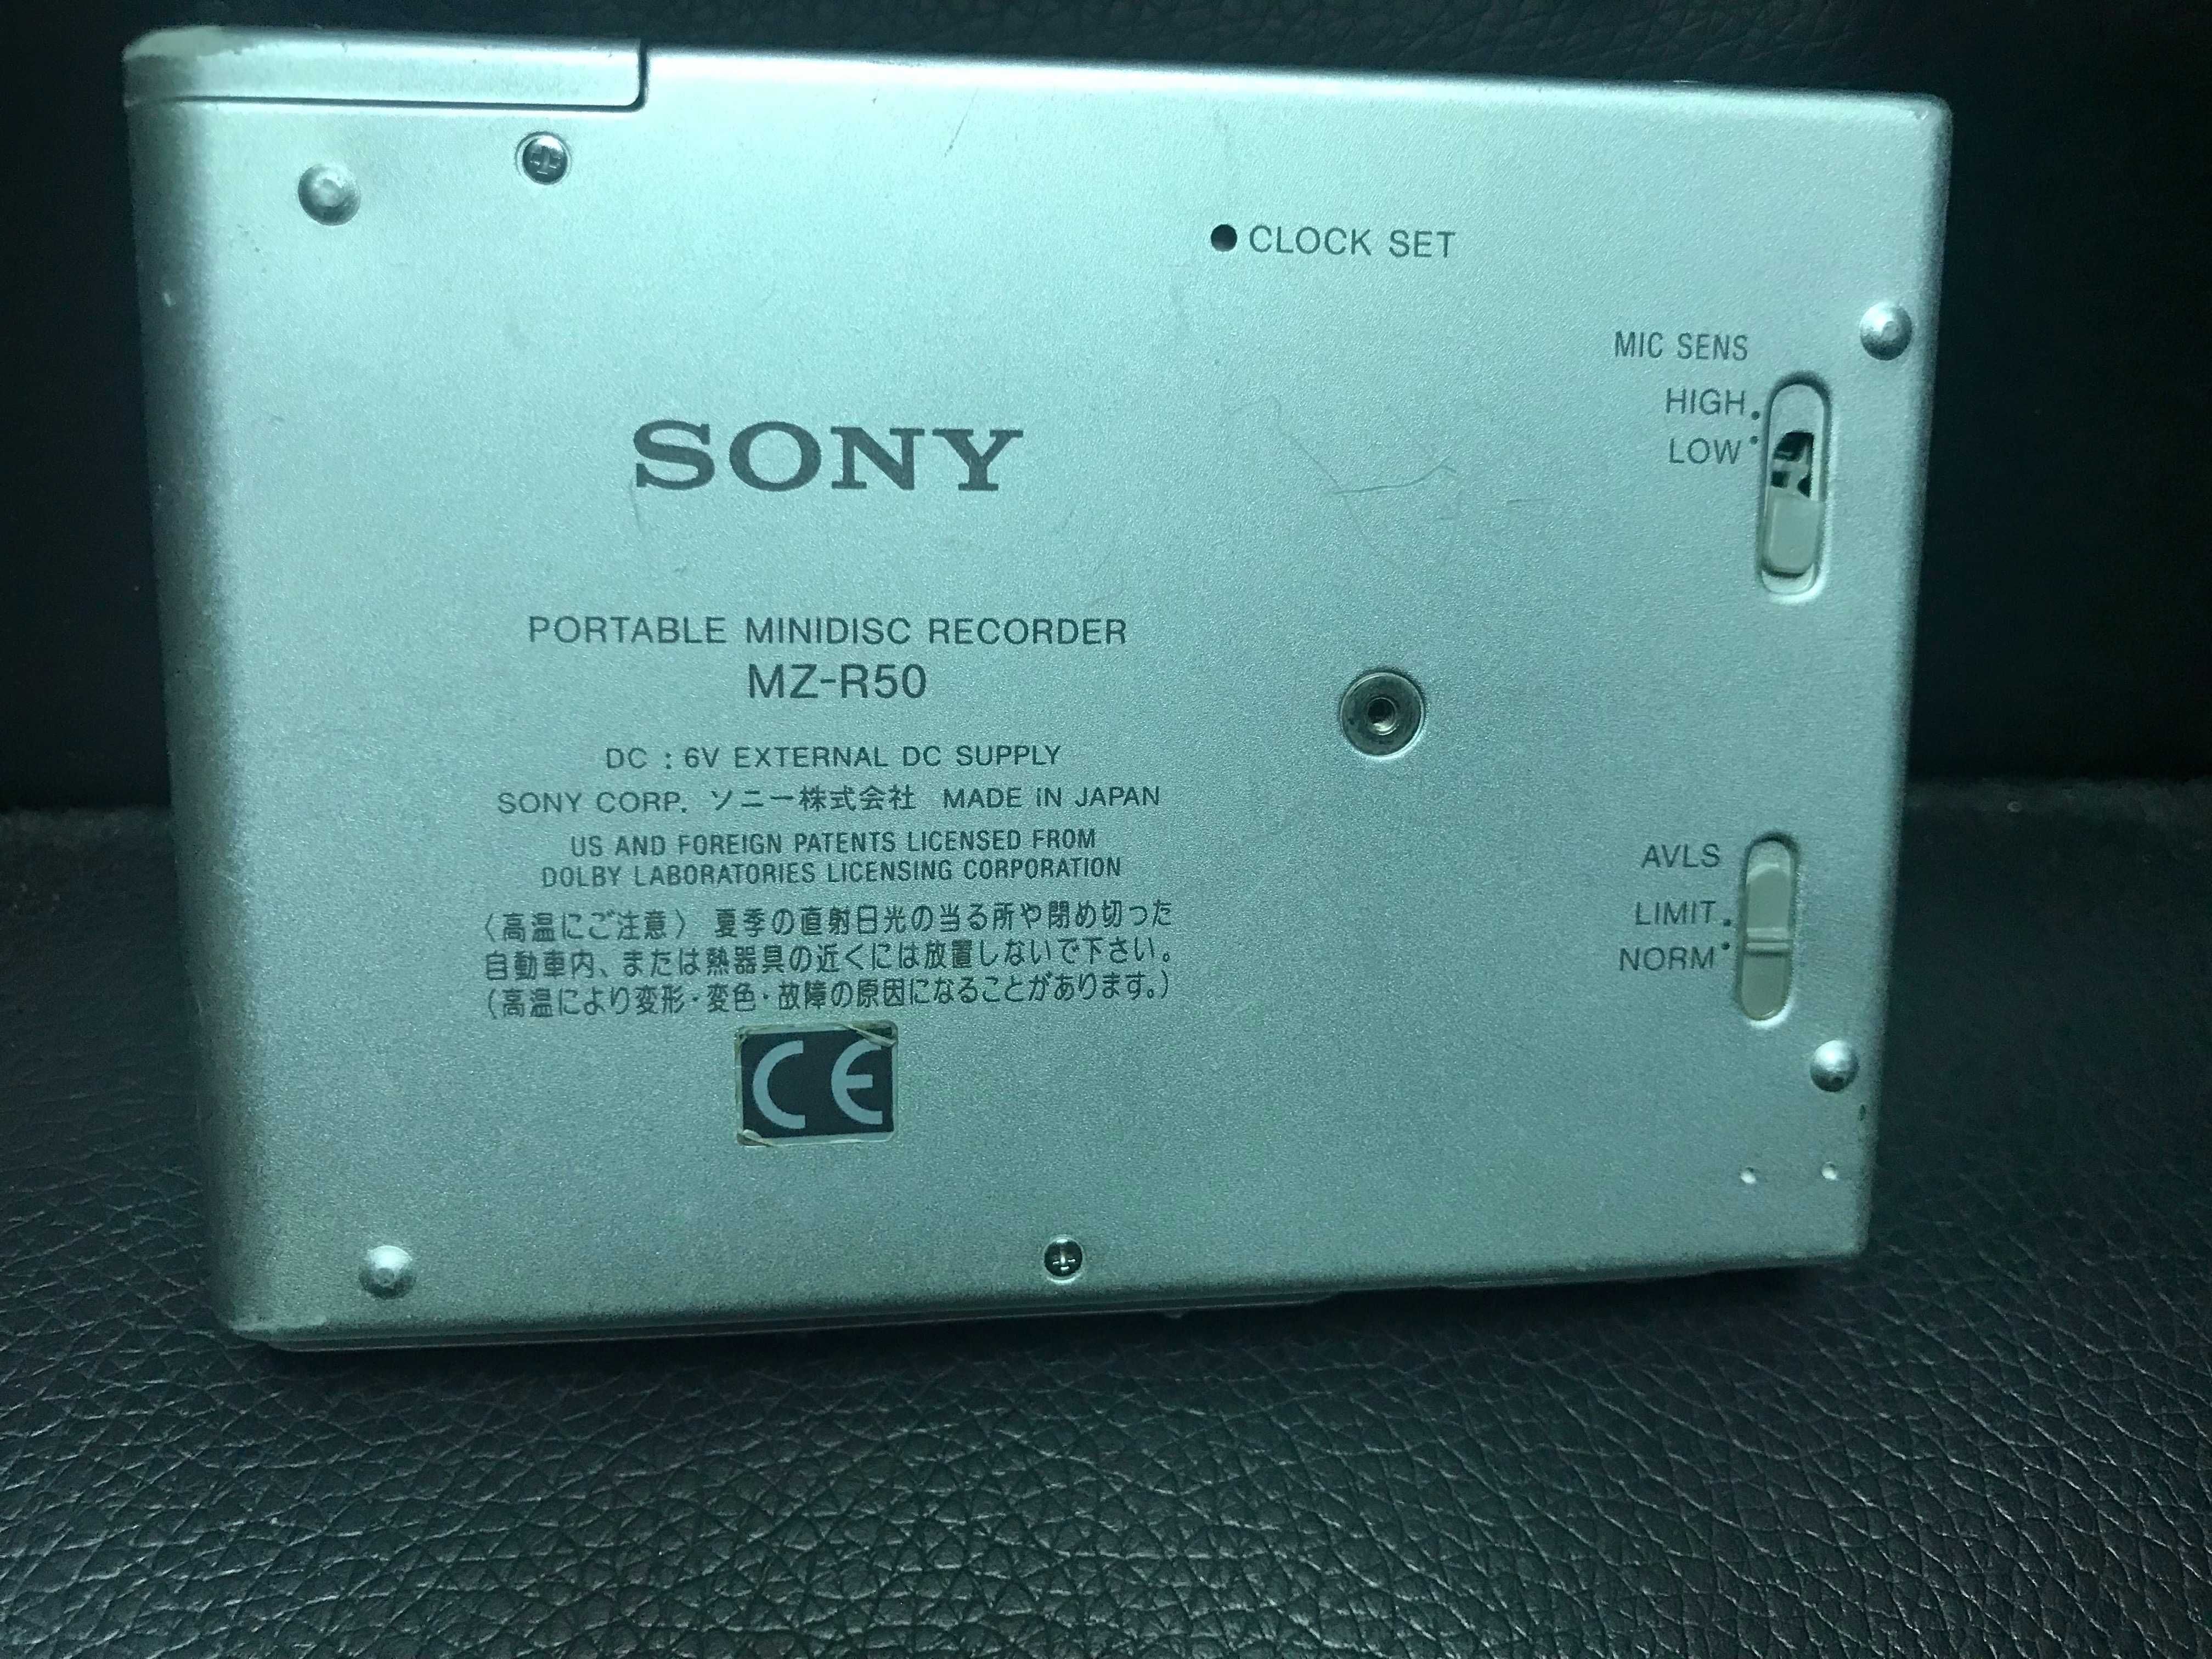 CLOCK SET
MIC SENS
HIGH
LOW
SONY
PORTABLE MINIDISC RECORDER
MZ-R50
DC : 6V EXTERNAL DC SUPPLY
SONY CORP. ソニー株式会社 MADE IN JAPAN
US AND FOREIGN PATENTS LICENSED FROM
DOLBY LABORATORIES LICENSING CORPORATION
〈高温にご注意〉 夏季の直射日光の当る所や閉め切った
自動車内、または熱器具の近くには放置しないで下さい。
(高温により変形・変色・故障の原因になることがあります。)
CE
AVLS
LIMIT
NORM